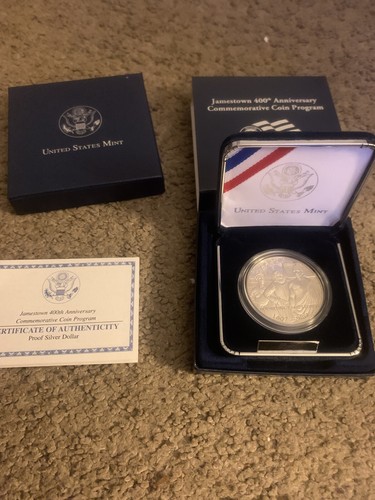 Jamestown 400th Anniversary
Commemorative Coin Program
UNITED STATES MINT
UNITED STATES MINT
Jamestown 400th Anniversary
Commemorative Coin Program
CERTIFICATE OF AUTHENTICITY
Proof Silver Dollar